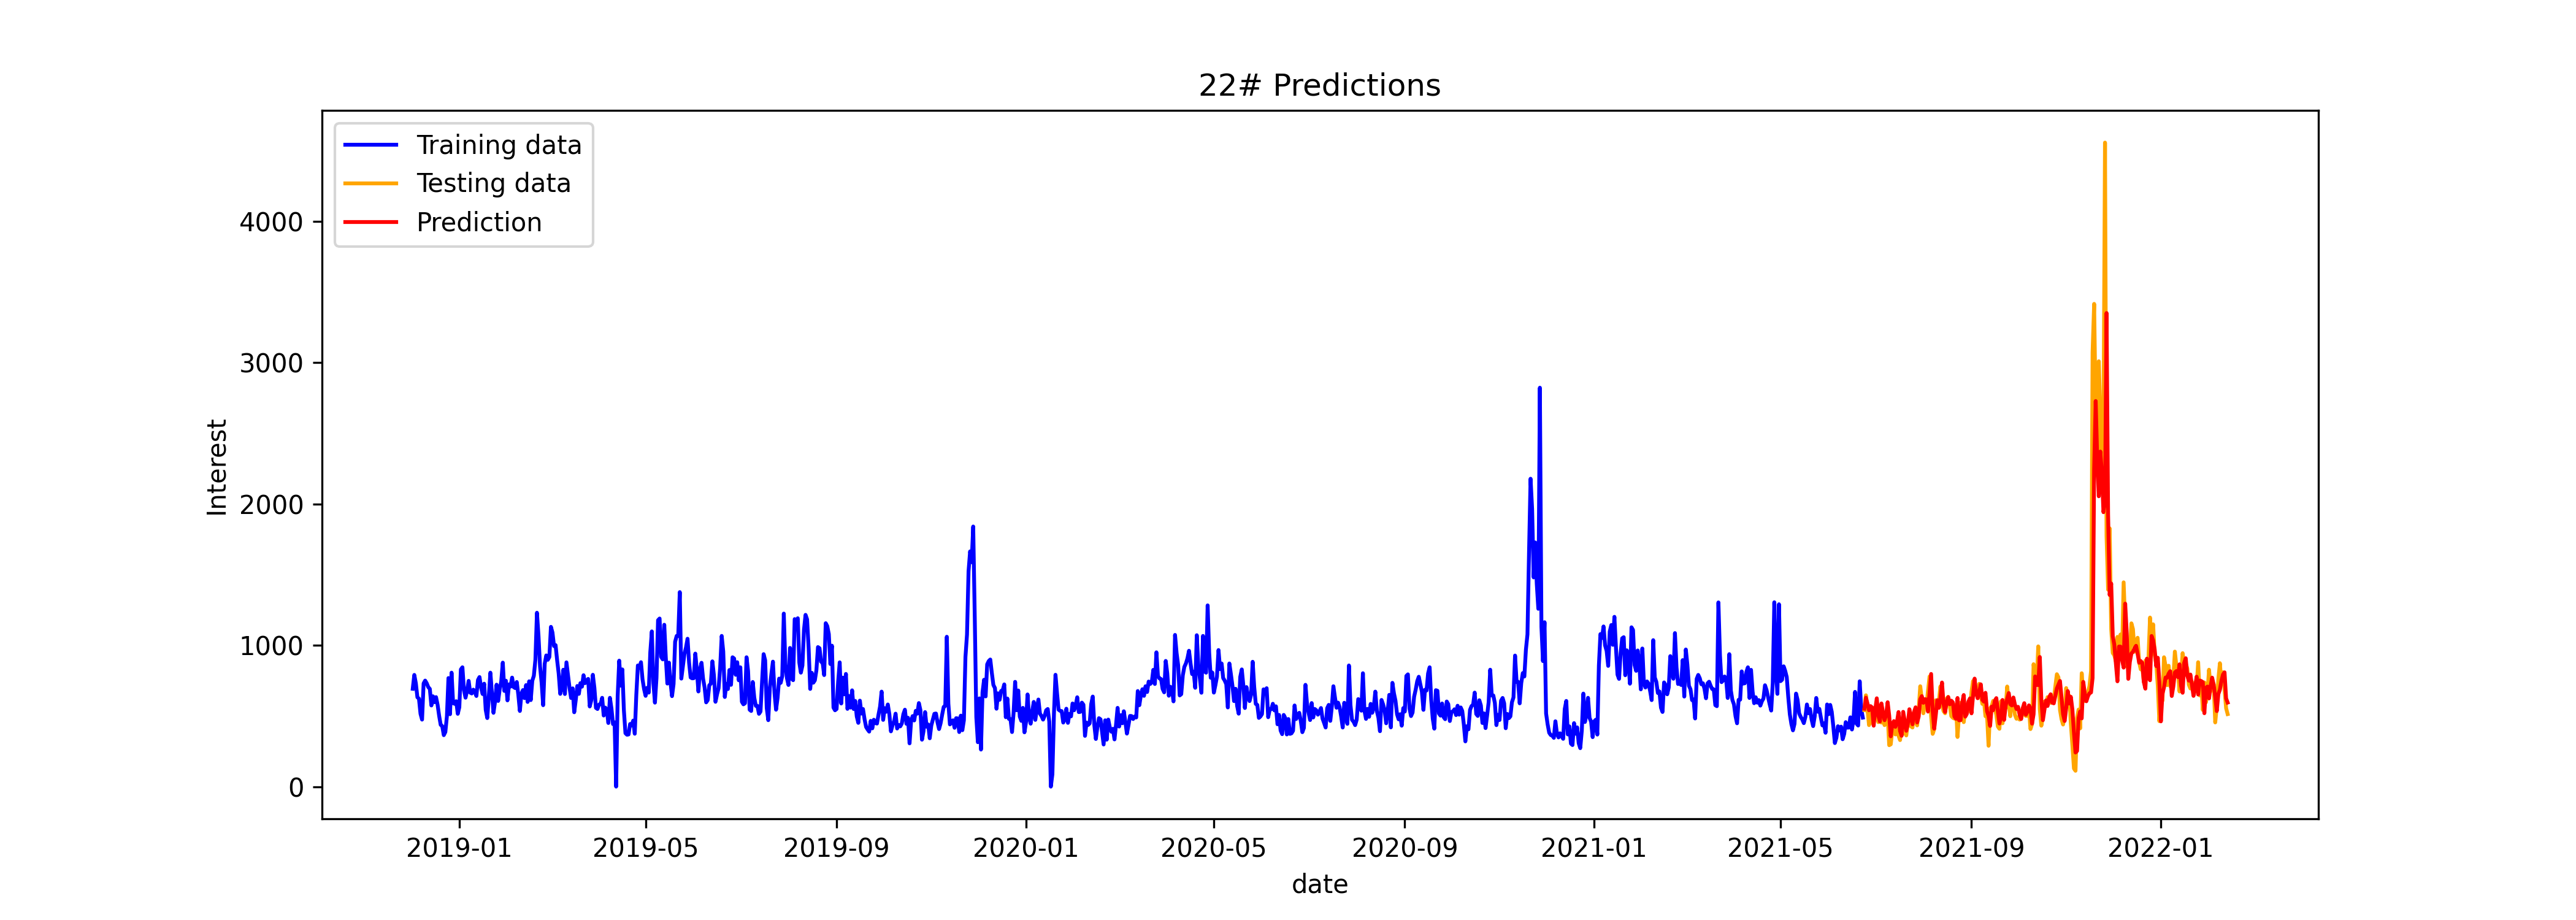 22# Predictions
Training data
Testing data
Prediction
4000
3000
2000
1000
0
Interest
2019-01 2019-05 2019-09 2020-01 2020-05 2020-09 2021-01 2021-05 2021-09 2022-01
date